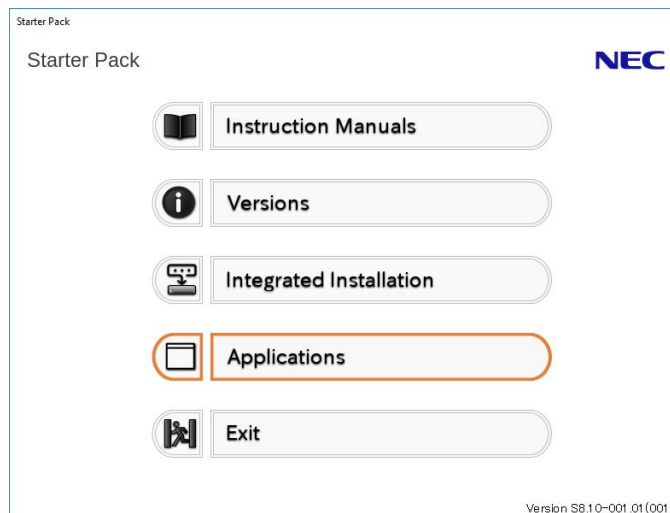 Starter Pack
Starter Pack
NEC
Instruction Manuals
Versions
Integrated Installation
Applications
Exit
Version S8.10-001.01(001